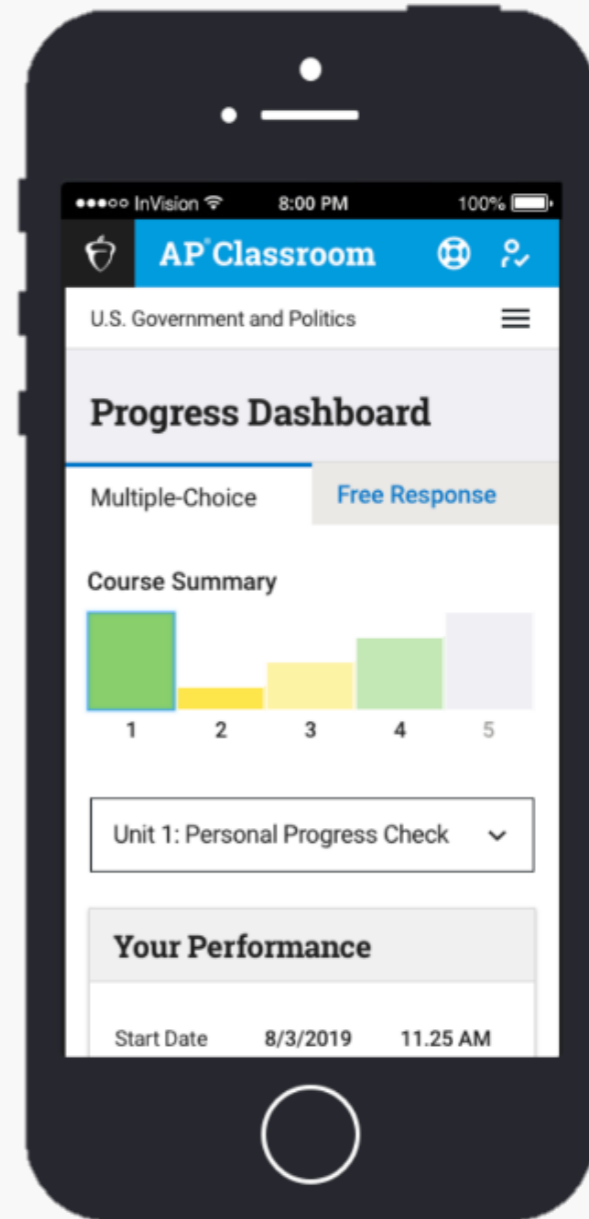 InVision 8:00 PM 100%
AP® Classroom
U.S. Government and Politics
Progress Dashboard
Multiple-Choice Free Response
Course Summary
1 2 3 4 5
Unit 1: Personal Progress Check
Your Performance
Start Date 8/3/2019 11.25 AM